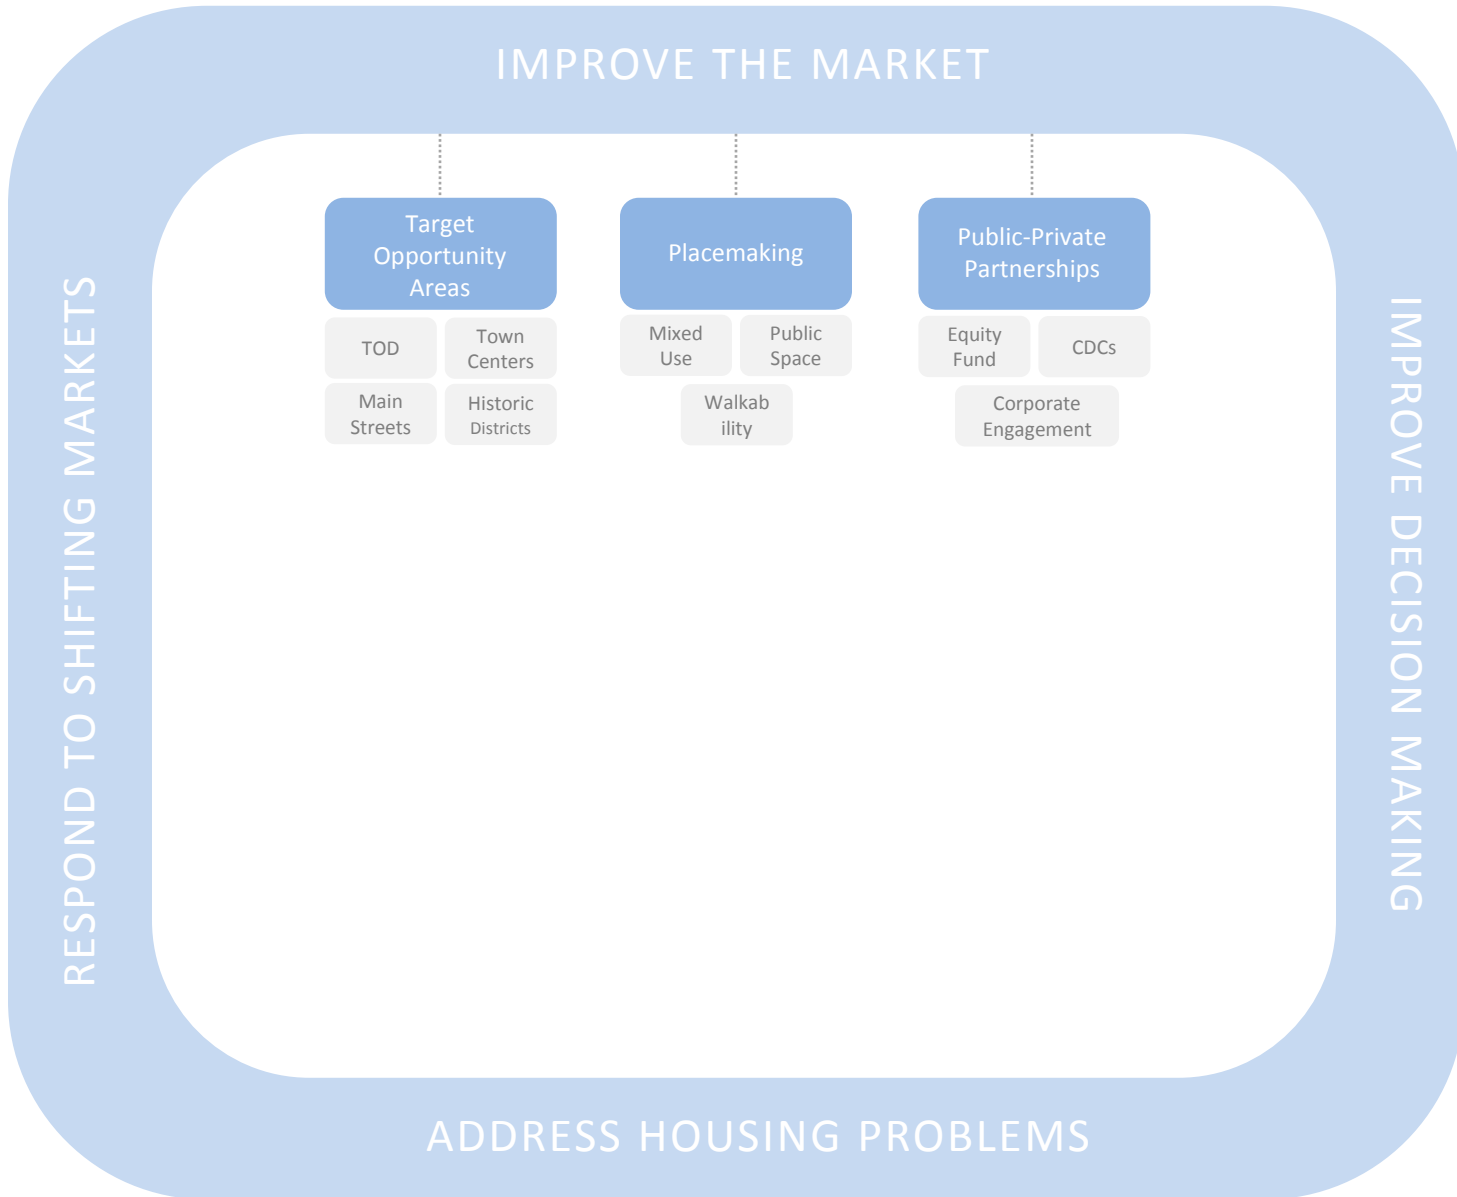 IMPROVE THE MARKET
Target
Opportunity
Areas
TOD
Town
Centers
Main
Streets
Historic
Districts
Placemaking
Mixed
Use
Public
Space
Walkab
ility
Public-Private
Partnerships
Equity
Fund
CDCs
Corporate
Engagement
RESPOND TO SHIFTING MARKETS
IMPROVE DECISION MAKING
ADDRESS HOUSING PROBLEMS